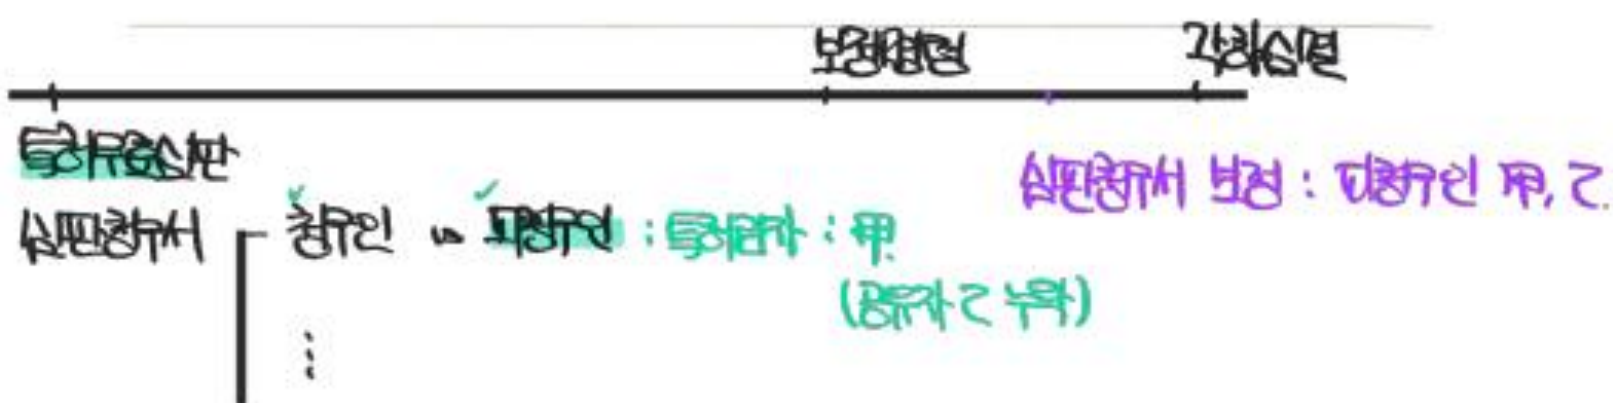 보정명령
각하심결
특허무효심판
심판청구서 보정 : 피청구인 甲, 乙.
심판청구서 청구인 vs 피청구인 : 특허권자 : 甲.
(공유자 乙 누락)
⋮